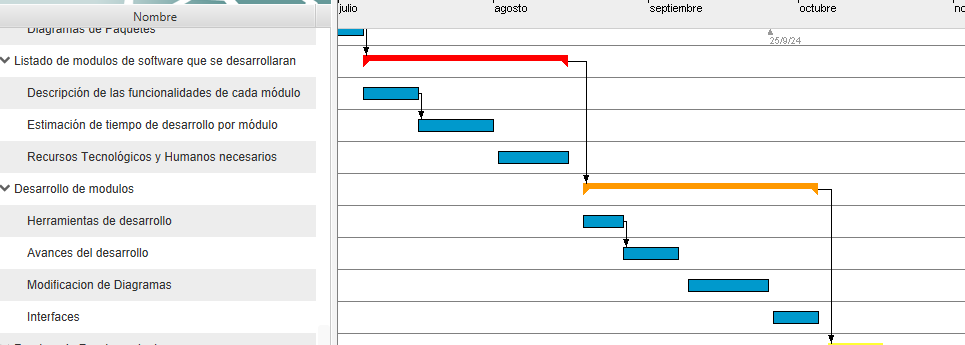 julio agosto septiembre octubre no
Nombre
Diagramas de Paquetes
25/9/24
Listado de modulos de software que se desarrollaran
Descripción de las funcionalidades de cada módulo
Estimación de tiempo de desarrollo por módulo
Recursos Tecnológicos y Humanos necesarios
Desarrollo de modulos
Herramientas de desarrollo
Avances del desarrollo
Modificacion de Diagramas
Interfaces